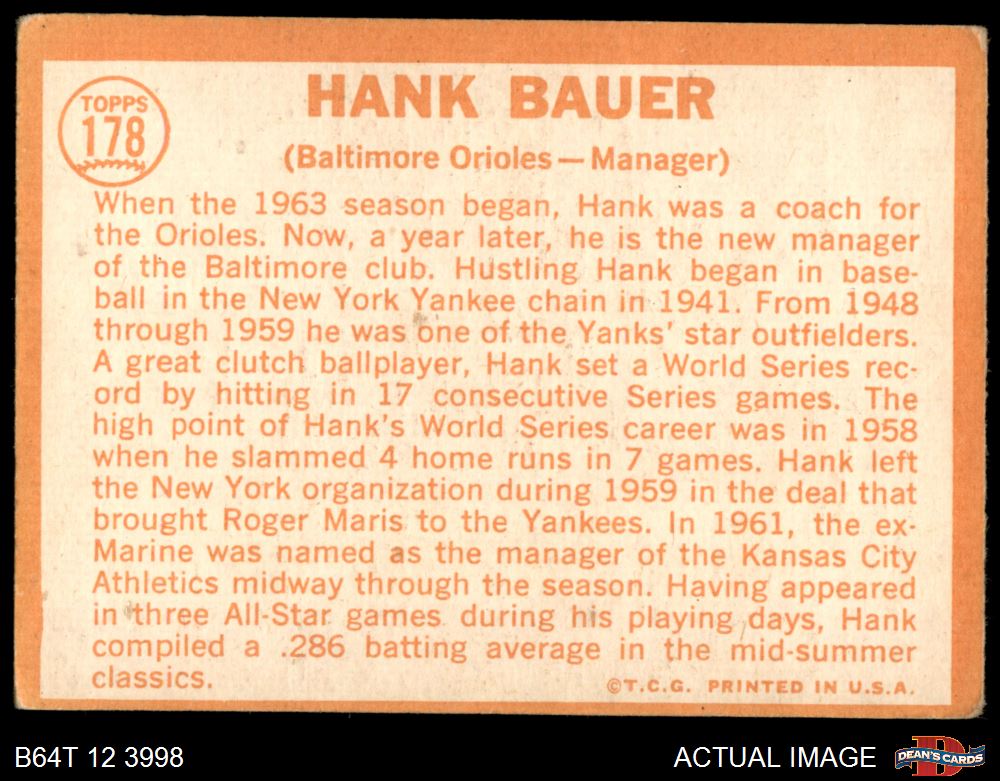 TOPPS
178
HANK BAUER
(Baltimore Orioles — Manager)
When the 1963 season began, Hank was a coach for
the Orioles. Now, a year later, he is the new manager
of the Baltimore club. Hustling Hank began in base-
ball in the New York Yankee chain in 1941. From 1948
through 1959 he was one of the Yanks' star outfielders.
A great clutch ballplayer, Hank set a World Series rec-
ord by hitting in 17 consecutive Series games. The
high point of Hank's World Series career was in 1958
when he slammed 4 home runs in 7 games. Hank left
the New York organization during 1959 in the deal that
brought Roger Maris to the Yankees. In 1961, the ex-
Marine was named as the manager of the Kansas City
Athletics midway through the season. Having appeared
in three All-Star games during his playing days, Hank
compiled a .286 batting average in the mid-summer
classics.
©T.C.G. PRINTED IN U.S.A.
B64T 12 3998
ACTUAL IMAGE
D
DEAN'S CARDS